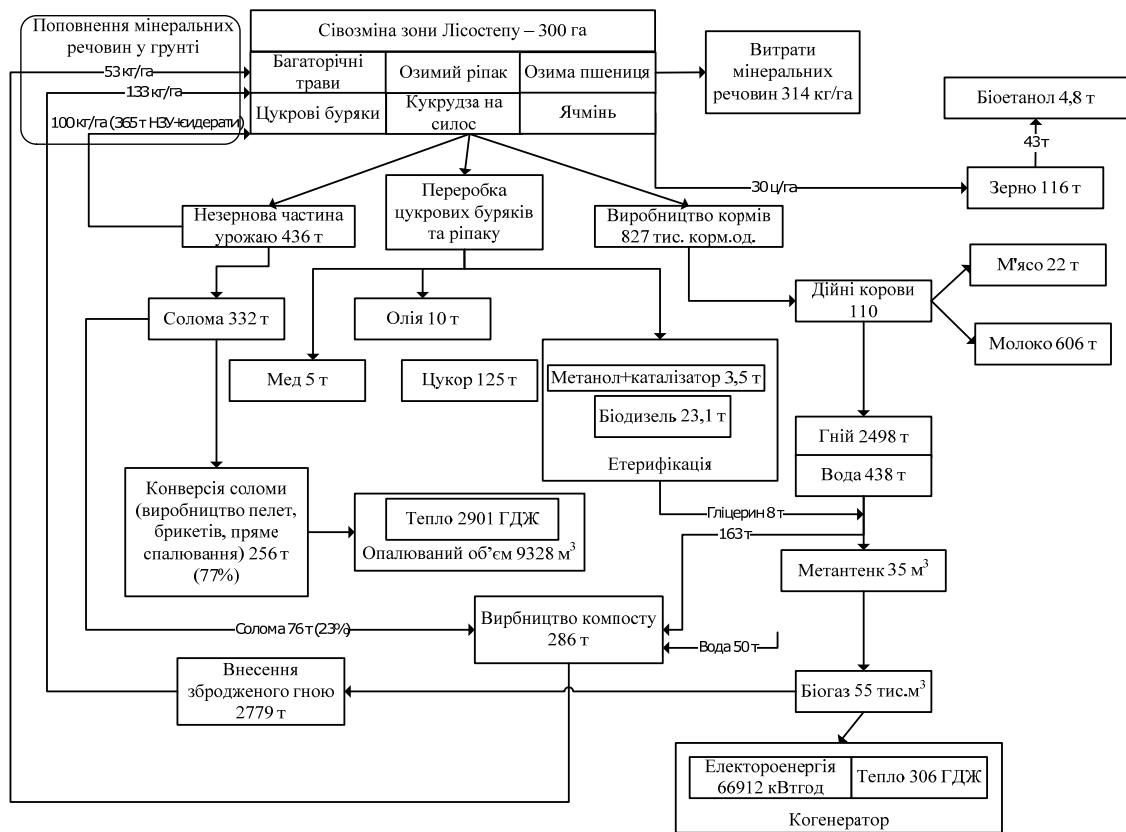 Поповнення мінеральних
речовин у грунті
53 кг/га
133 кг/га
100 кг/га (365 т НЗУ+сидерати)
Сівозміна зони Лісостепу – 300 га
Багаторічні
трави
Озимий ріпак
Озима пшениця
Цукрові буряки
Кукрудза на
силос
Ячмінь
Витрати
мінеральних
речовин 314 кг/га
Біоетанол 4,8 т
43 т
30 ц/га
Зерно 116 т
Незернова частина
урожаю 436 т
Переробка
цукрових буряків
та ріпаку
Виробництво кормів
827 тис. корм.од.
М'ясо 22 т
Дійні корови
110
Молоко 606 т
Солома 332 т
Олія 10 т
Мед 5 т
Цукор 125 т
Метанол+каталізатор 3,5 т
Біодизель 23,1 т
Етерифікація
Гній 2498 т
Вода 438 т
Конверсія соломи
(виробництво пелет,
брикетів, пряме
спалювання) 256 т
(77%)
Тепло 2901 ГДЖ
Опалюваний об’єм 9328 м³
Гліцерин 8 т
163 т
Метантенк 35 м³
Солома 76 т (23%)
Вирбництво компосту
286 т
Вода 50 т
Внесення
збродженого гною
2779 т
Біогаз 55 тис.м³
Електороенергія
66912 кВтгод
Тепло 306 ГДЖ
Когенератор